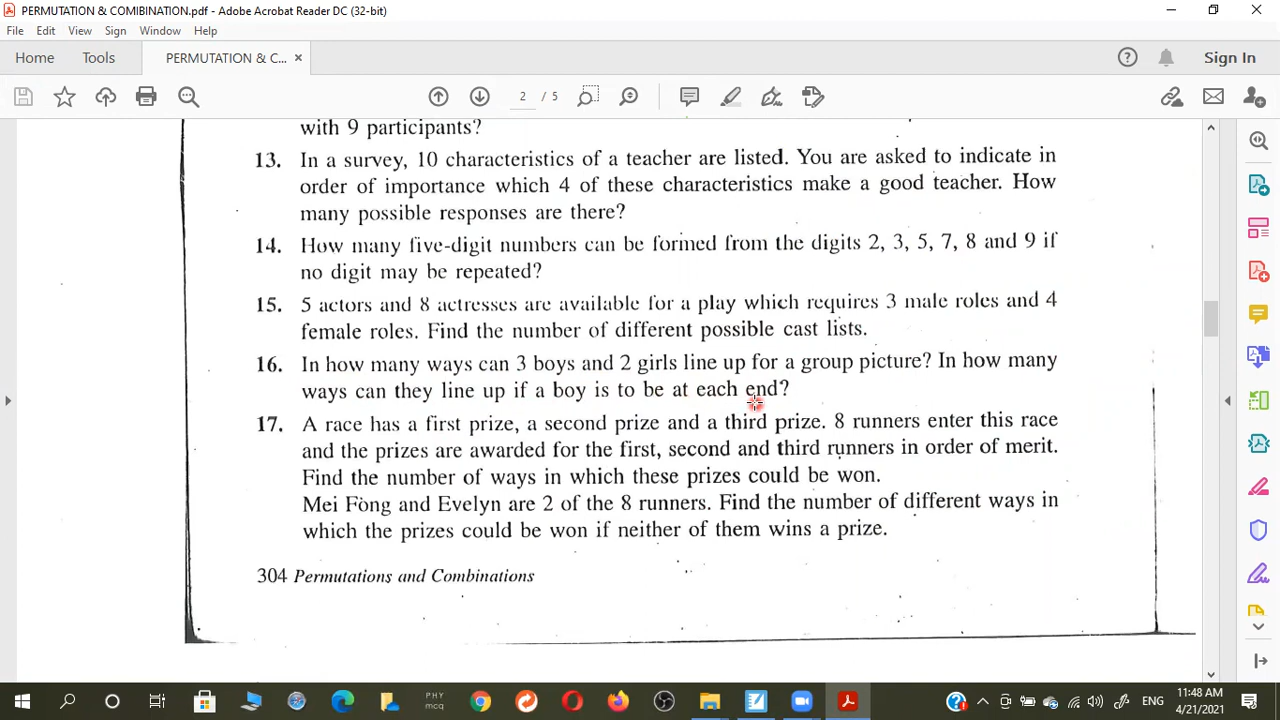 PERMUTATION & COMBINATION.pdf - Adobe Acrobat Reader DC (32-bit)
File Edit View Sign Window Help
Home Tools PERMUTATION & C... × Sign In
2 / 5
with 9 participants?
13. In a survey, 10 characteristics of a teacher are listed. You are asked to indicate in
order of importance which 4 of these characteristics make a good teacher. How
many possible responses are there?
14. How many five-digit numbers can be formed from the digits 2, 3, 5, 7, 8 and 9 if
no digit may be repeated?
15. 5 actors and 8 actresses are available for a play which requires 3 male roles and 4
female roles. Find the number of different possible cast lists.
16. In how many ways can 3 boys and 2 girls line up for a group picture? In how many
ways can they line up if a boy is to be at each end?
17. A race has a first prize, a second prize and a third prize. 8 runners enter this race
and the prizes are awarded for the first, second and third runners in order of merit.
Find the number of ways in which these prizes could be won.
Mei Fong and Evelyn are 2 of the 8 runners. Find the number of different ways in
which the prizes could be won if neither of them wins a prize.
304 Permutations and Combinations
PHY
mcq
ENG
11:48 AM
4/21/2021